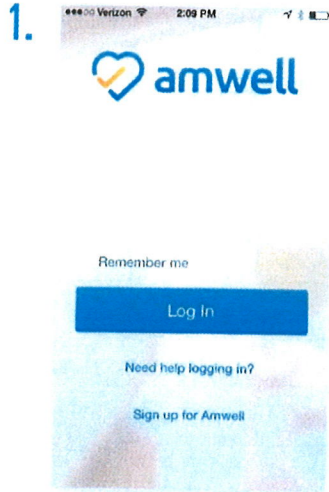 1.
Verizon 2:09 PM
amwell
Remember me
Log In
Need help logging in?
Sign up for Amwell